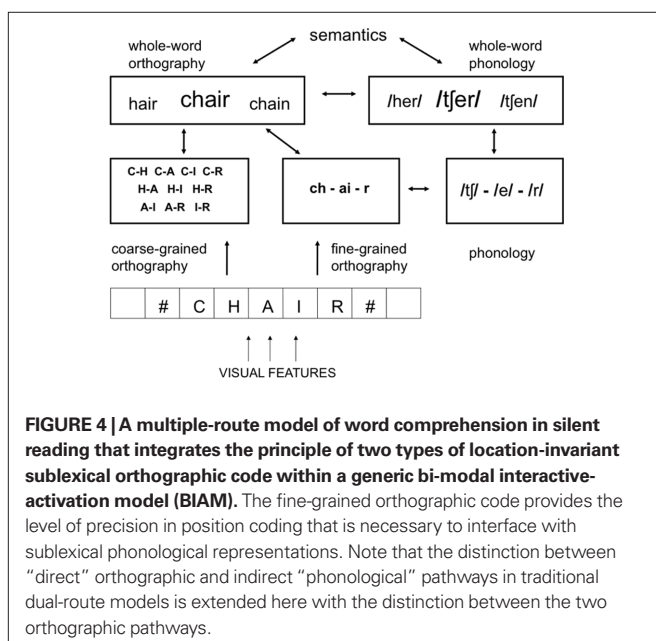 semantics
whole-word
orthography
whole-word
phonology
hair chair chain
/her/ /tʃer/ /tʃen/
C-H C-A C-I C-R
H-A H-I H-R
A-I A-R I-R
ch - ai - r
/tʃ/ - /e/ - /r/
coarse-grained
orthography
fine-grained
orthography
phonology
# C H A I R #
VISUAL FEATURES
FIGURE 4 | A multiple-route model of word comprehension in silent
reading that integrates the principle of two types of location-invariant
sublexical orthographic code within a generic bi-modal interactive-
activation model (BIAM). The fine-grained orthographic code provides the
level of precision in position coding that is necessary to interface with
sublexical phonological representations. Note that the distinction between
“direct” orthographic and indirect “phonological” pathways in traditional
dual-route models is extended here with the distinction between the two
orthographic pathways.